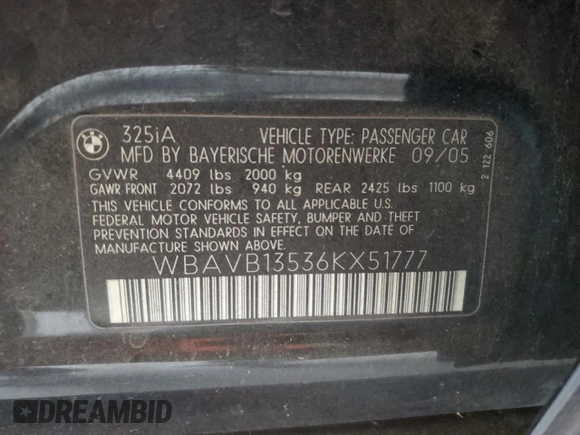 BMW
325iA VEHICLE TYPE: PASSENGER CAR
MFD BY BAYERISCHE MOTORENWERKE 09/05
GVWR 4409 lbs 2000 kg
GAWR FRONT 2072 lbs 940 kg REAR 2425 lbs 1100 kg
THIS VEHICLE CONFORMS TO ALL APPLICABLE U.S.
FEDERAL MOTOR VEHICLE SAFETY, BUMPER AND THEFT
PREVENTION STANDARDS IN EFFECT ON THE DATE OF
MANUFACTURE SHOWN ABOVE.
WBAVB13536KX51777
2 122 606
DREAMBID